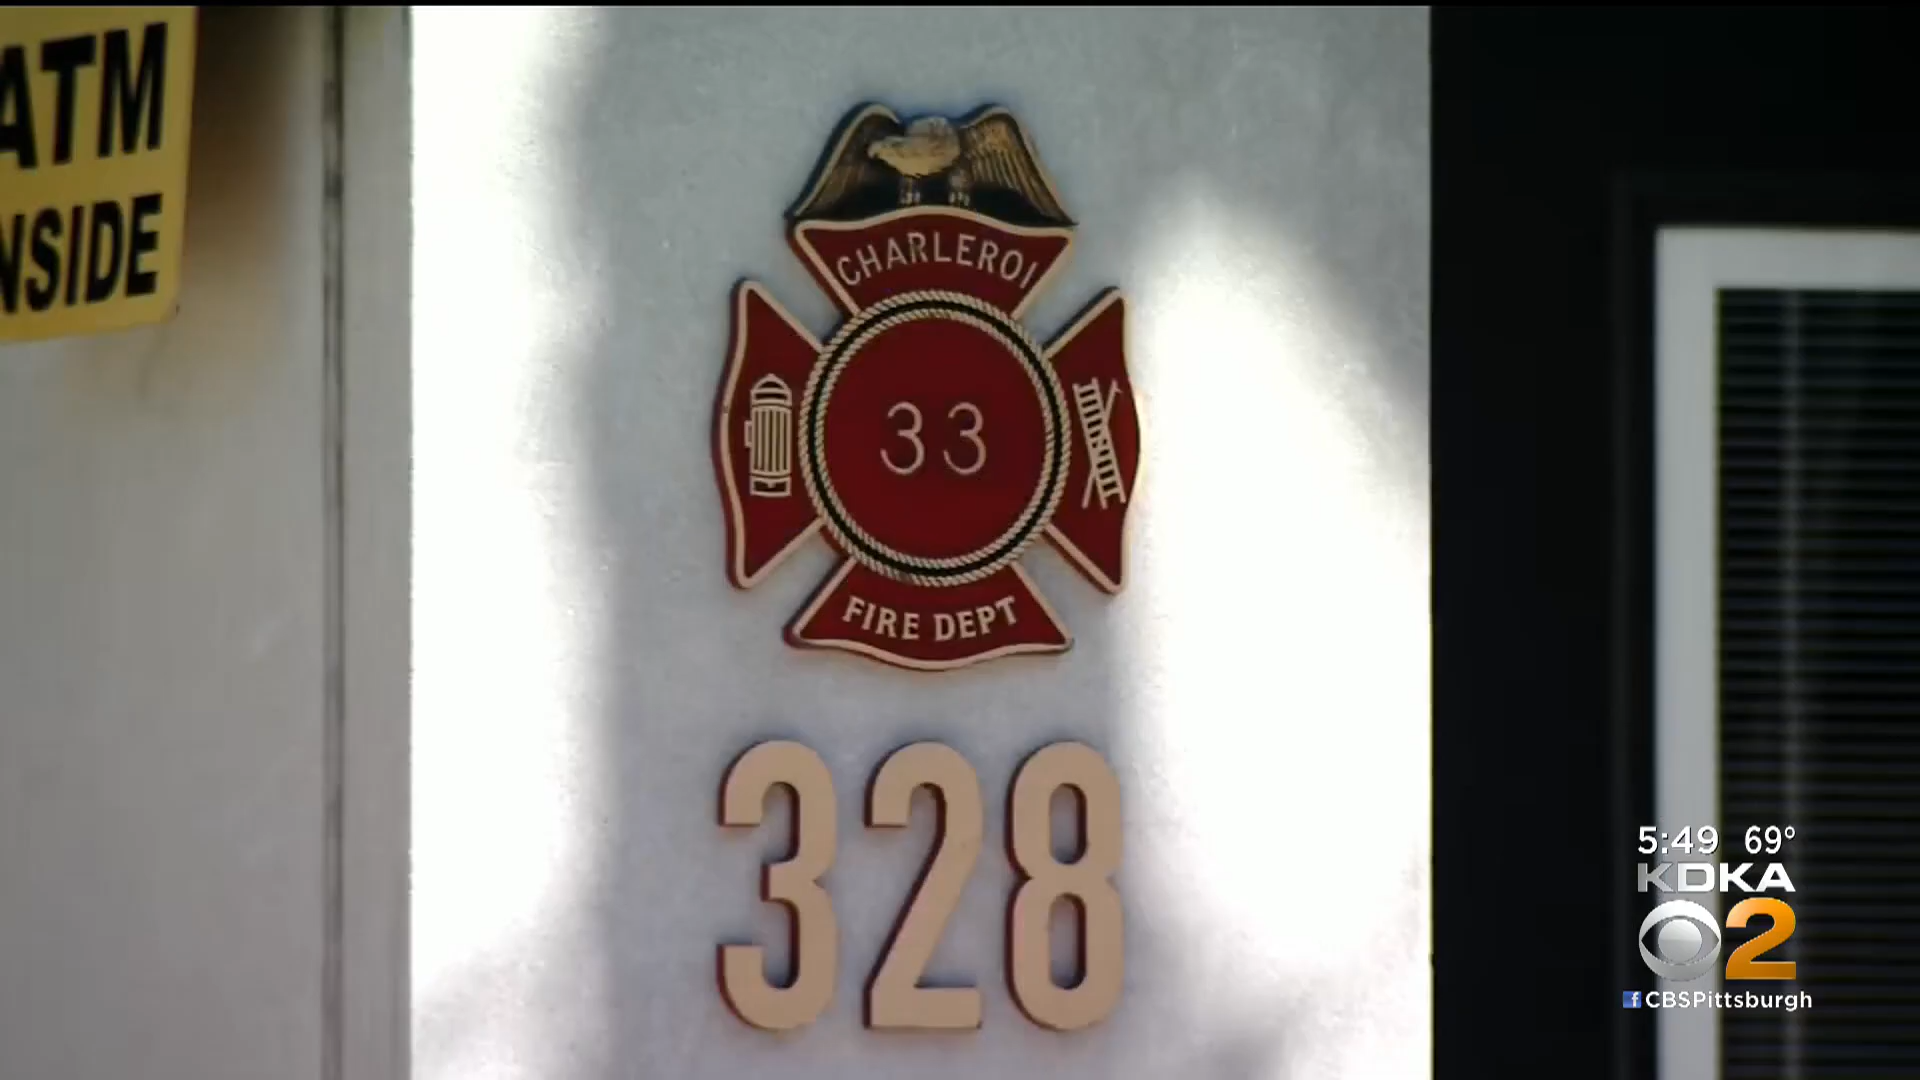 ATM
NSIDE
CHARLEROI
33
FIRE DEPT
328
5:49 69°
KDKA
2
f CBSPittsburgh